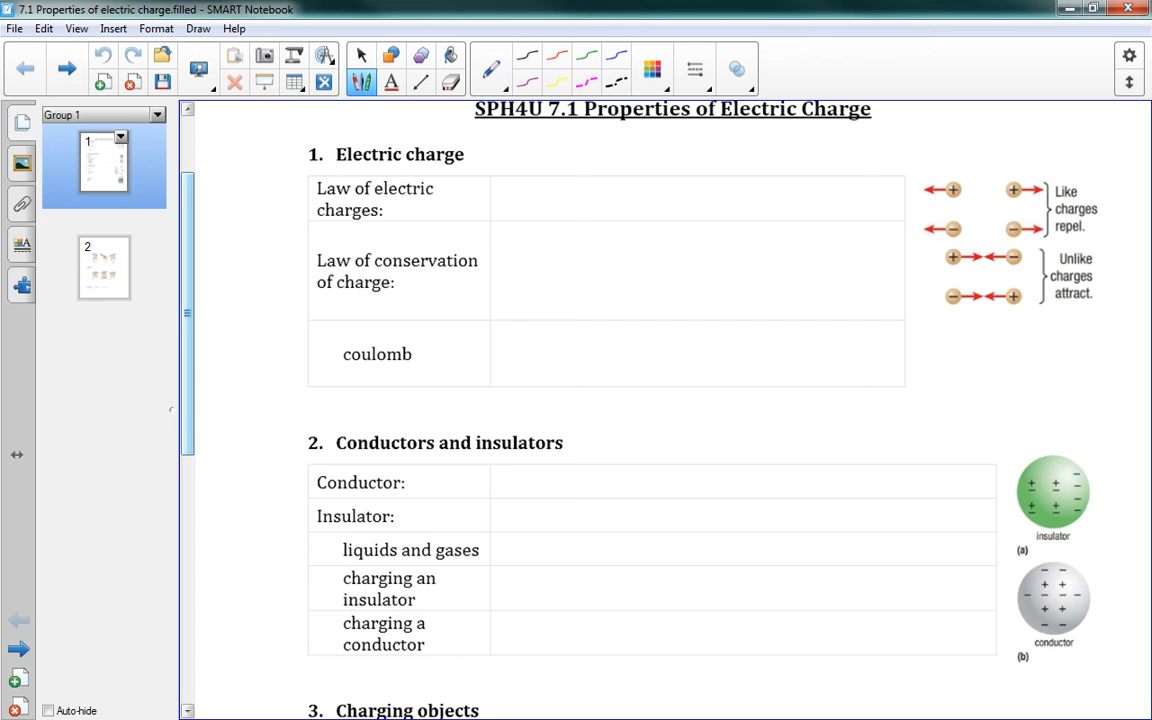 7.1 Properties of electric charge.filled - SMART Notebook
File Edit View Insert Format Draw Help
Group 1
1
2
Auto-hide
SPH4U 7.1 Properties of Electric Charge
1. Electric charge
Law of electric
charges:
Law of conservation
of charge:
coulomb
+ + Like
charges
− − repel.
+ − Unlike
charges
− + attract.
2. Conductors and insulators
Conductor:
Insulator:
liquids and gases
charging an
insulator
charging a
conductor
insulator
(a)
conductor
(b)
3. Charging objects